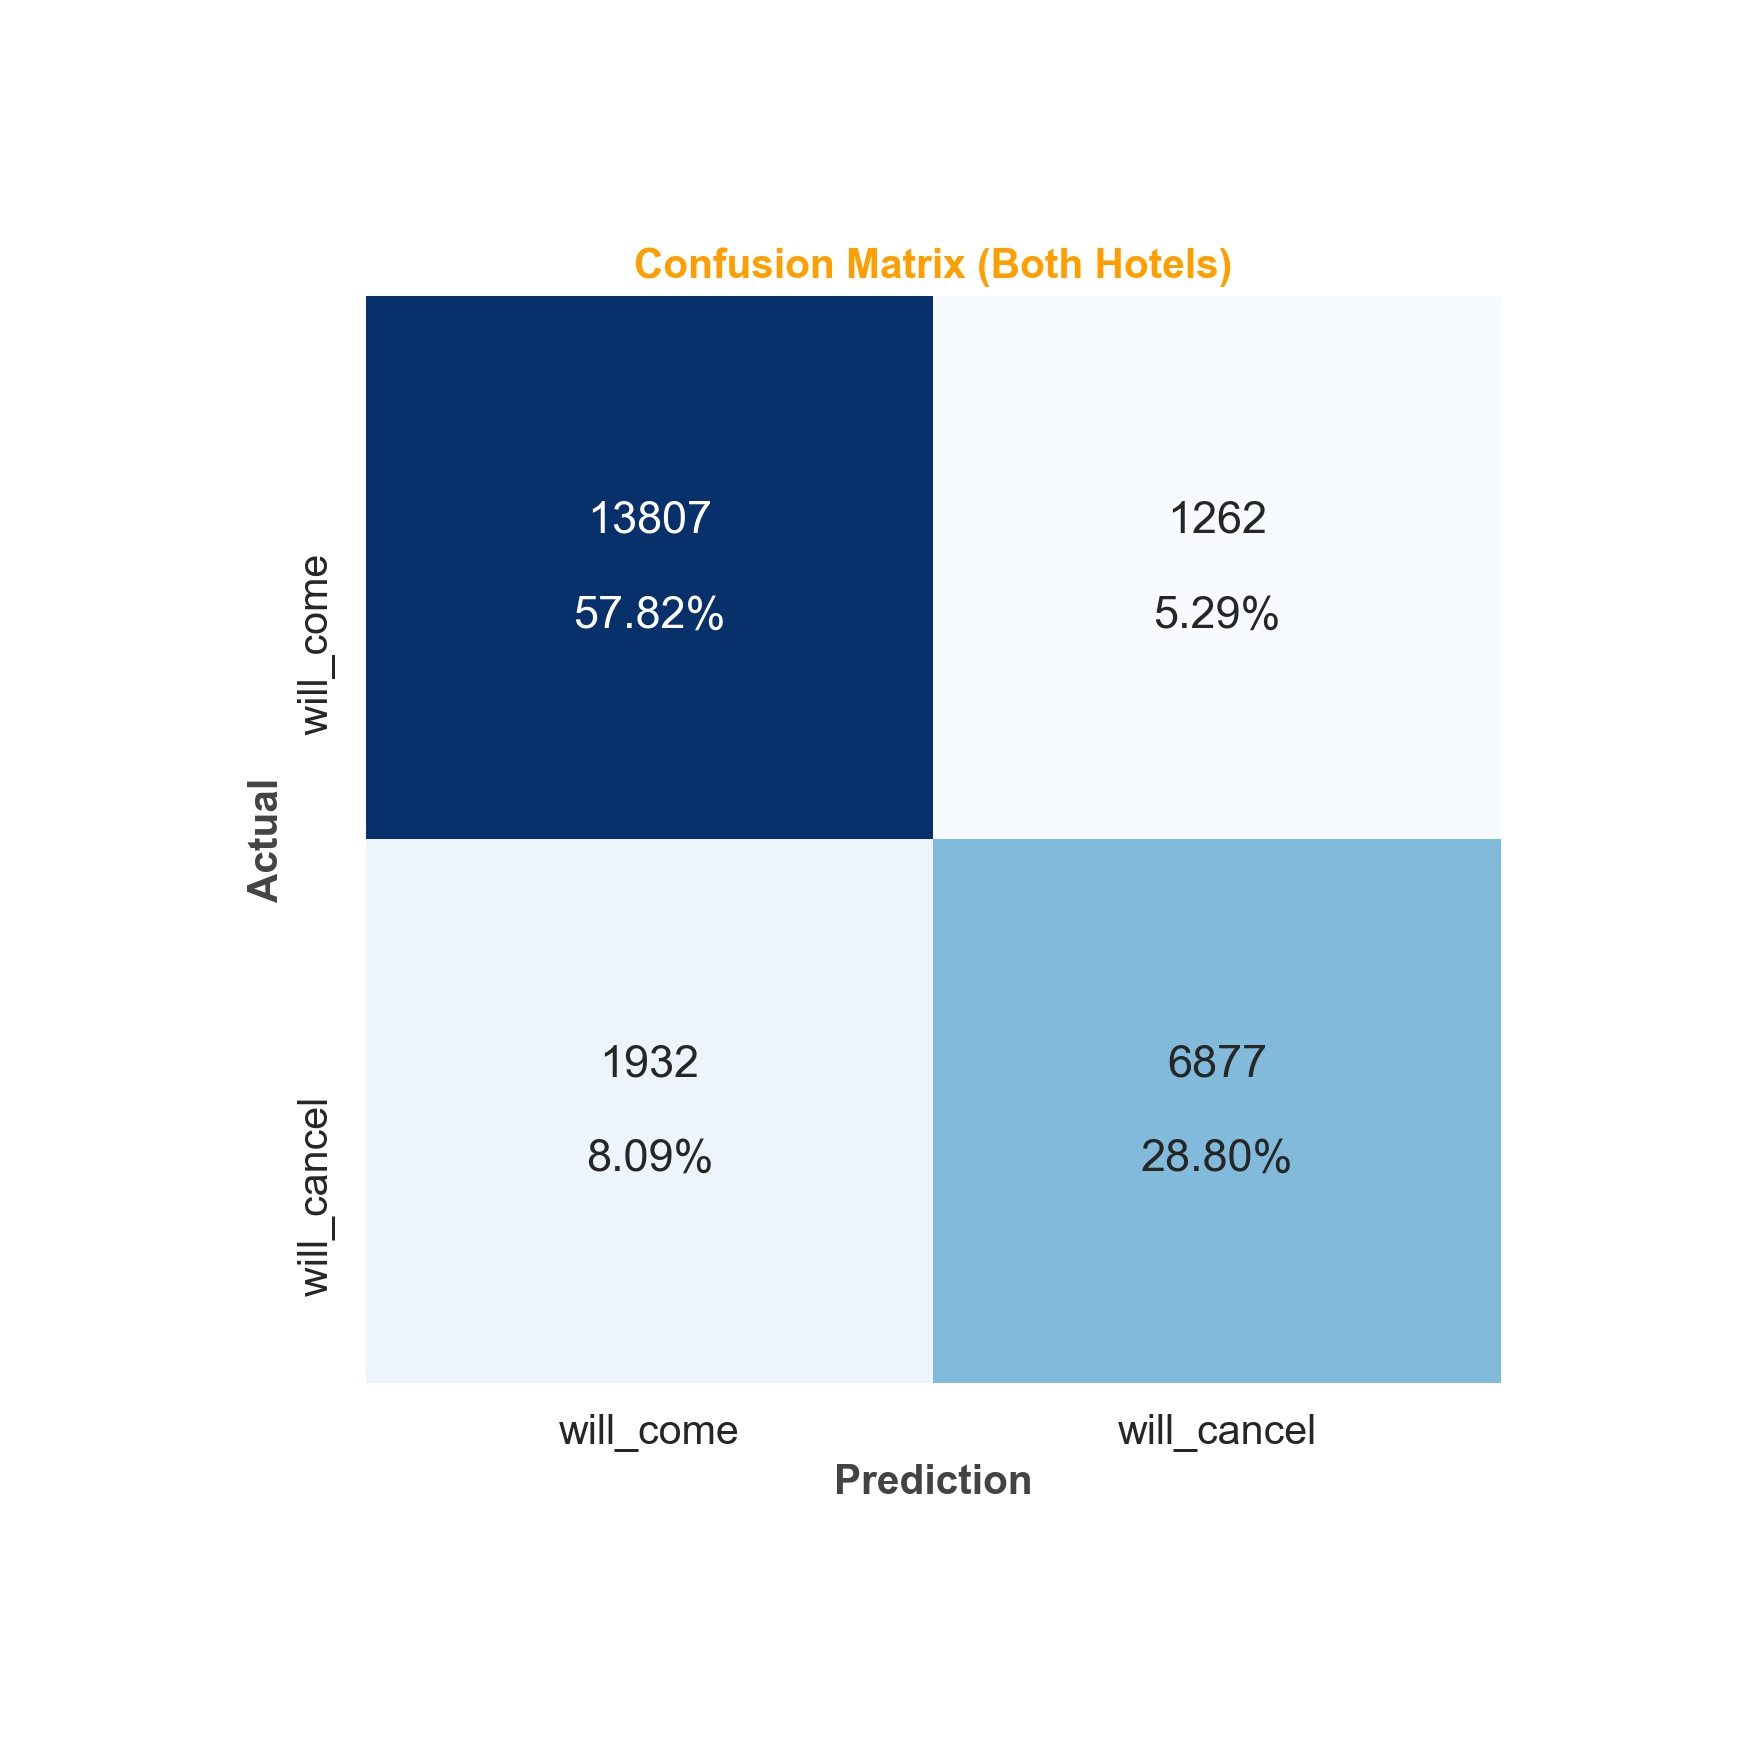 Confusion Matrix (Both Hotels)
will_come
13807
57.82%
1262
5.29%
Actual
will_cancel
1932
8.09%
6877
28.80%
will_come
will_cancel
Prediction